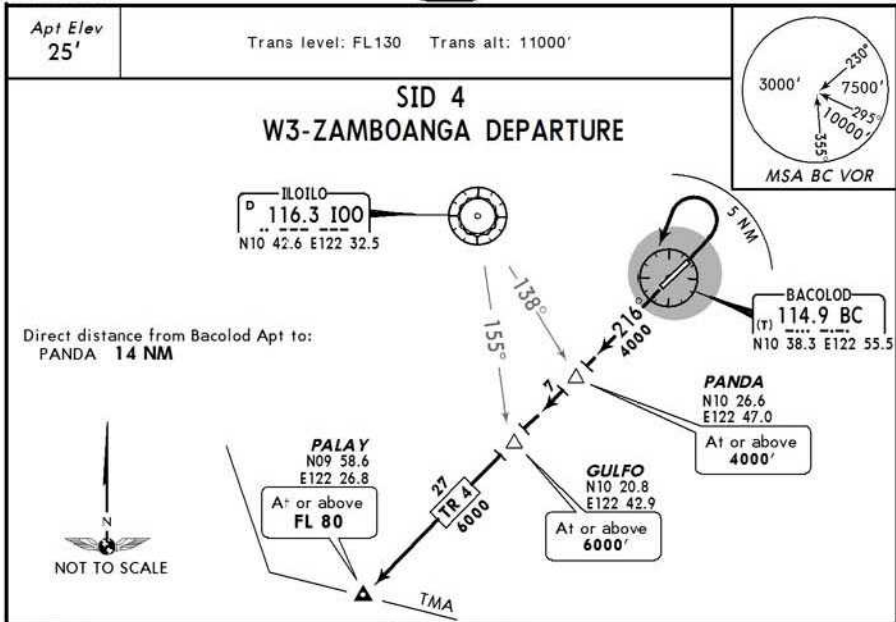 Apt Elev
25'
Trans level: FL130 Trans alt: 11000'
SID 4
W3-ZAMBOANGA DEPARTURE
3000'
230°
7500'
295°
10000'
355°
MSA BC VOR
ILOILO
D 116.3 IOO
N10 42.6 E122 32.5
5 NM
BACOLOD
(T) 114.9 BC
N10 38.3 E122 55.5
138°
155°
216°
4000
Direct distance from Bacolod Apt to:
PANDA 14 NM
7
PANDA
N10 26.6
E122 47.0
At or above
4000'
PALAY
N09 58.6
E122 26.8
At or above
FL 80
GULFO
N10 20.8
E122 42.9
At or above
6000'
27
TR 4
6000
N
NOT TO SCALE
TMA